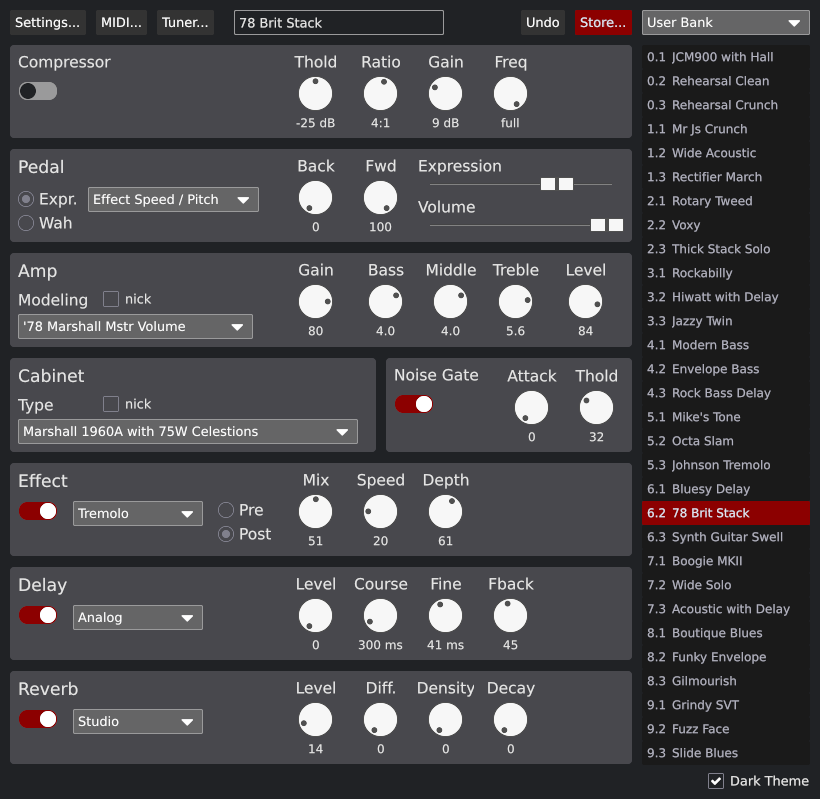 Settings... MIDI... Tuner... 78 Brit Stack Undo Store... User Bank
Compressor
Thold Ratio Gain Freq
-25 dB 4:1 9 dB full
Pedal
Back Fwd Expression
Expr. Effect Speed / Pitch
Volume
Wah
0 100
Amp
Gain Bass Middle Treble Level
Modeling nick
'78 Marshall Mstr Volume
80 4.0 4.0 5.6 84
Cabinet
Type nick
Marshall 1960A with 75W Celestions
Noise Gate Attack Thold
0 32
Effect
Mix Speed Depth
Tremolo
Pre
Post
51 20 61
Delay
Level Course Fine Fback
Analog
0 300 ms 41 ms 45
Reverb
Level Diff. Density Decay
Studio
14 0 0 0
0.1 JCM900 with Hall
0.2 Rehearsal Clean
0.3 Rehearsal Crunch
1.1 Mr Js Crunch
1.2 Wide Acoustic
1.3 Rectifier March
2.1 Rotary Tweed
2.2 Voxy
2.3 Thick Stack Solo
3.1 Rockabilly
3.2 Hiwatt with Delay
3.3 Jazzy Twin
4.1 Modern Bass
4.2 Envelope Bass
4.3 Rock Bass Delay
5.1 Mike's Tone
5.2 Octa Slam
5.3 Johnson Tremolo
6.1 Bluesy Delay
6.2 78 Brit Stack
6.3 Synth Guitar Swell
7.1 Boogie MKII
7.2 Wide Solo
7.3 Acoustic with Delay
8.1 Boutique Blues
8.2 Funky Envelope
8.3 Gilmourish
9.1 Grindy SVT
9.2 Fuzz Face
9.3 Slide Blues
Dark Theme